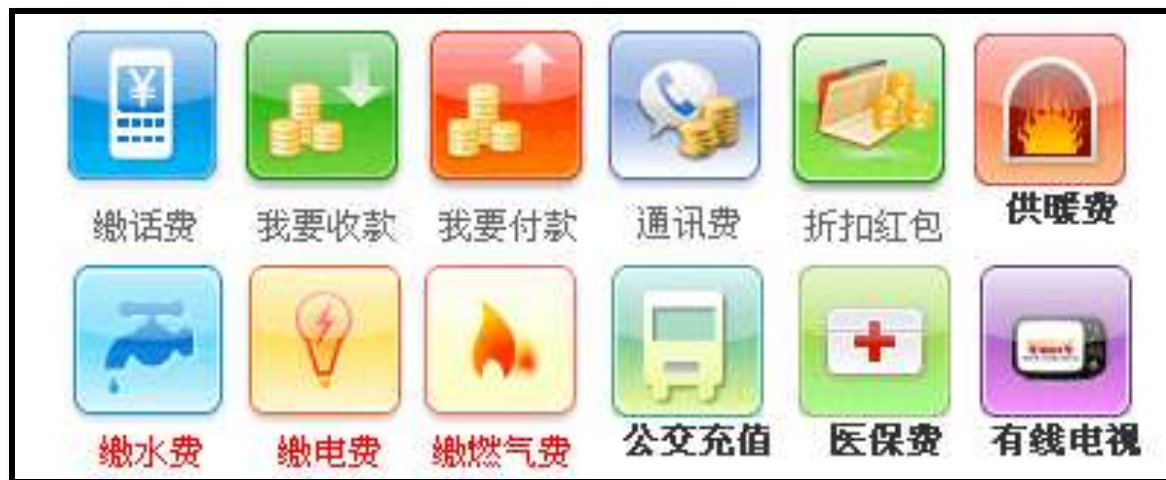 ¥
缴话费 我要收款 我要付款 通讯费 折扣红包 供暖费
缴水费 缴电费 缴燃气费 公交充值 医保费 有线电视